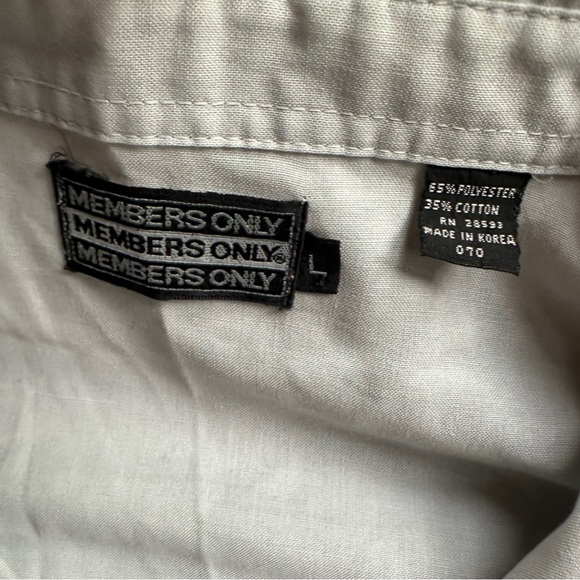 MEMBERS ONLY
MEMBERS ONLY®
MEMBERS ONLY
L
65% POLYESTER
35% COTTON
RN 28593
MADE IN KOREA
070